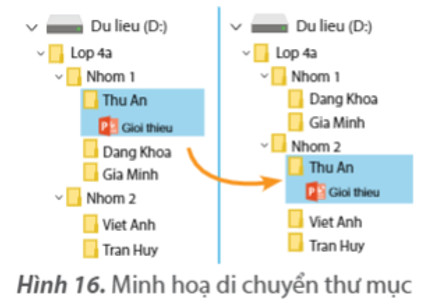 Du lieu (D:)
Lop 4a
Nhom 1
Thu An
Gioi thieu
Dang Khoa
Gia Minh
Nhom 2
Viet Anh
Tran Huy
Du lieu (D:)
Lop 4a
Nhom 1
Dang Khoa
Gia Minh
Nhom 2
Thu An
Gioi thieu
Viet Anh
Tran Huy
Hình 16. Minh hoạ di chuyển thư mục